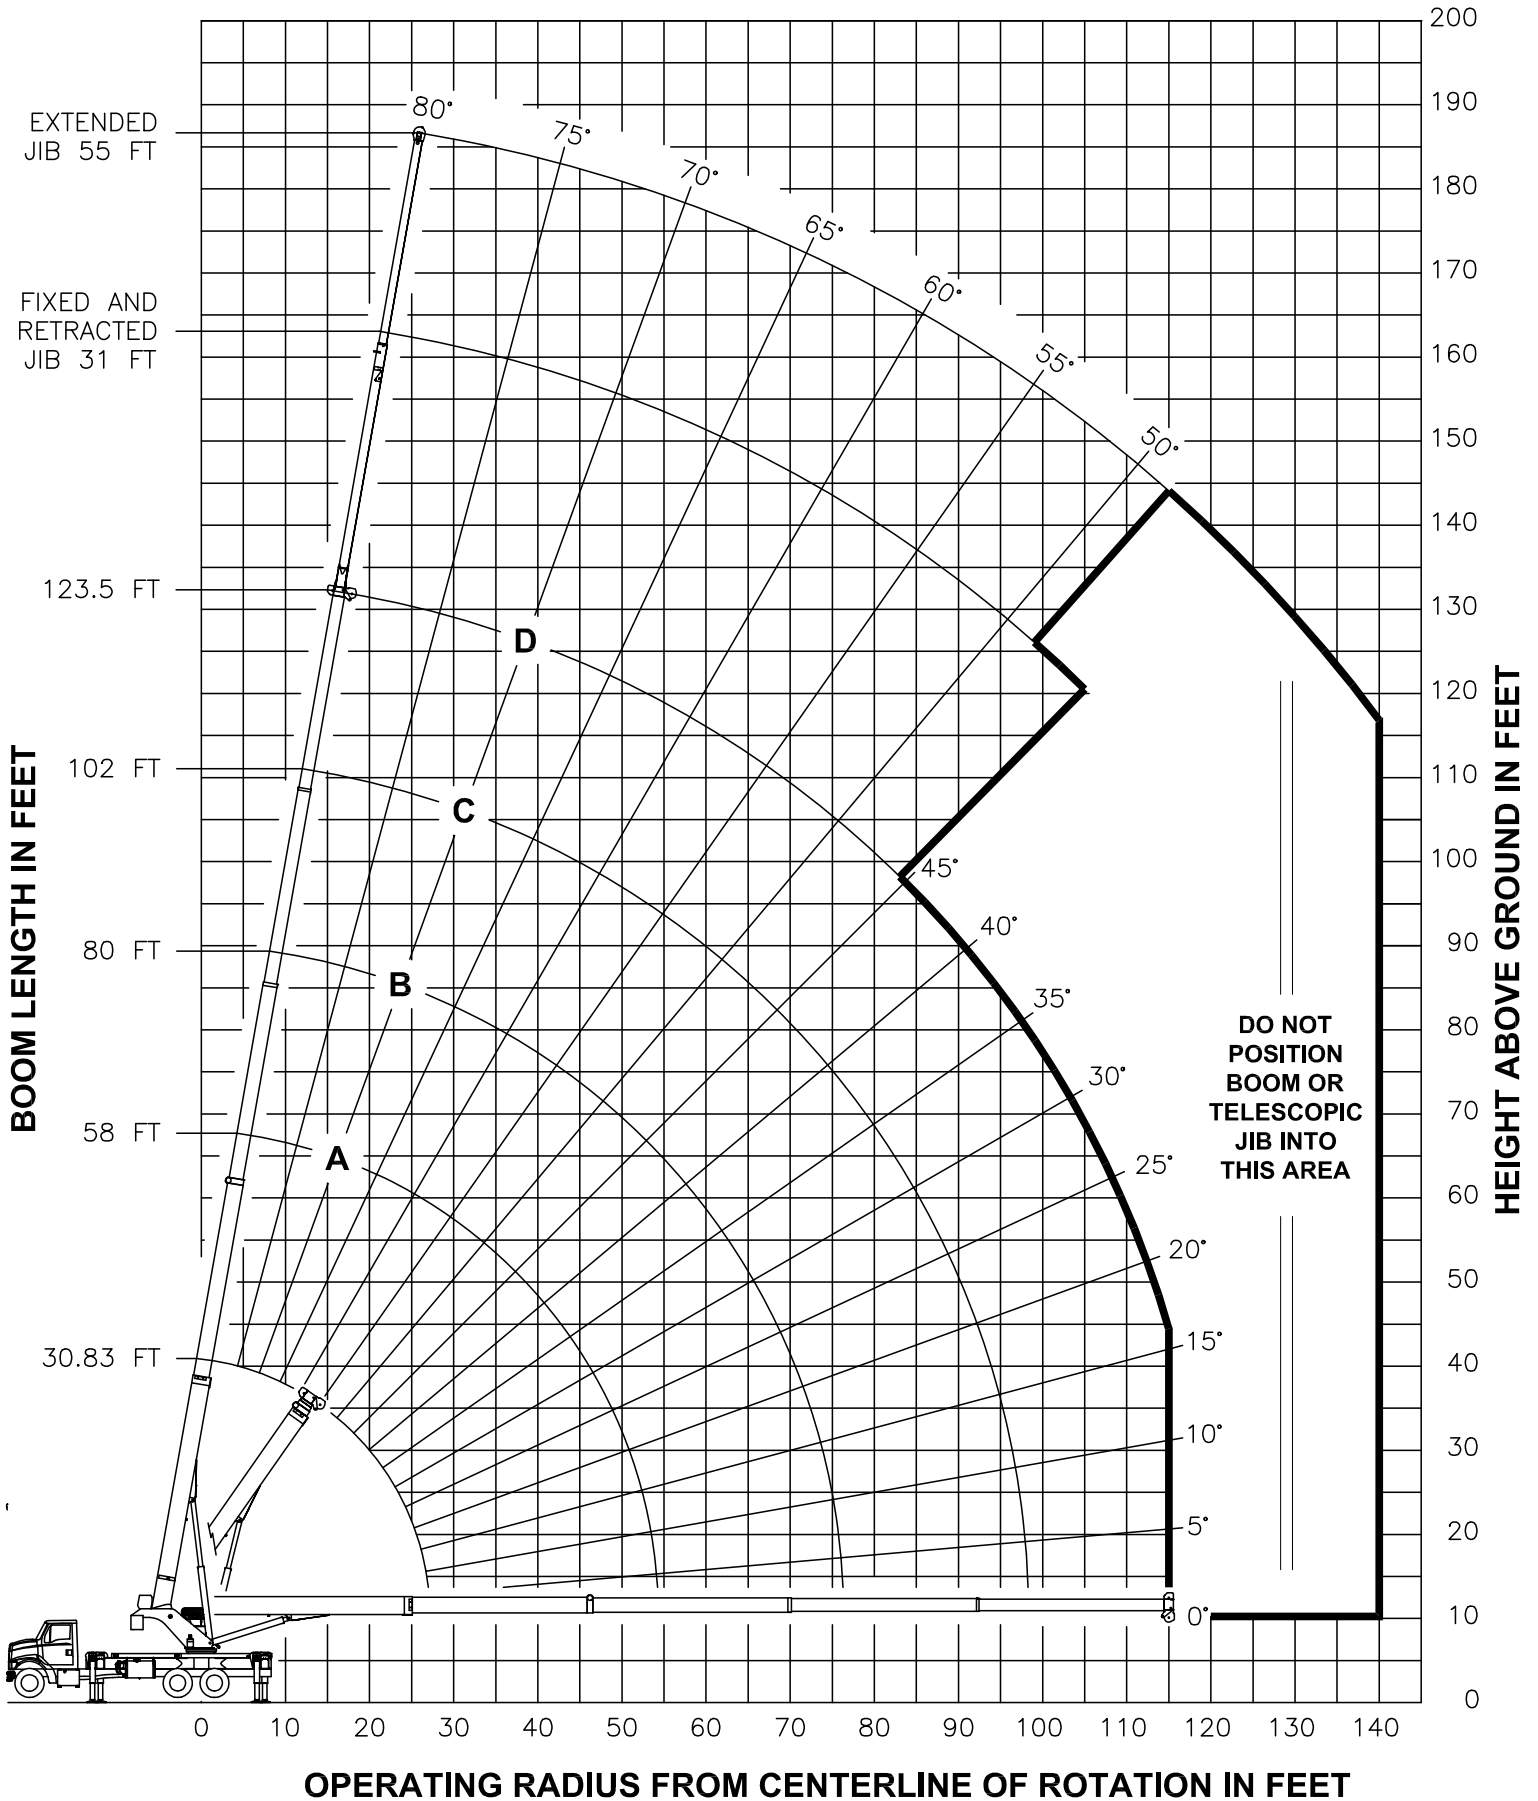 200
190
180
170
160
150
140
130
120
110
100
90
80
70
60
50
40
30
20
10
0
EXTENDED
JIB 55 FT
FIXED AND
RETRACTED
JIB 31 FT
123.5 FT
102 FT
80 FT
58 FT
30.83 FT
BOOM LENGTH IN FEET
80°
75°
70°
65°
60°
55°
50°
45°
40°
35°
30°
25°
20°
15°
10°
5°
0°
D
C
B
A
DO NOT
POSITION
BOOM OR
TELESCOPIC
JIB INTO
THIS AREA
HEIGHT ABOVE GROUND IN FEET
0 10 20 30 40 50 60 70 80 90 100 110 120 130 140
OPERATING RADIUS FROM CENTERLINE OF ROTATION IN FEET